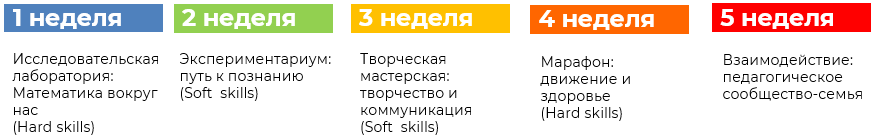 1 неделя
Исследовательская
лаборатория:
Математика вокруг
нас
(Hard skills)
2 неделя
Экспериментариум:
путь к познанию
(Soft skills)
3 неделя
Творческая
мастерская:
творчество и
коммуникация
(Soft skills)
4 неделя
Марафон:
движение и
здоровье
(Hard skills)
5 неделя
Взаимодействие:
педагогическое
сообщество-семья